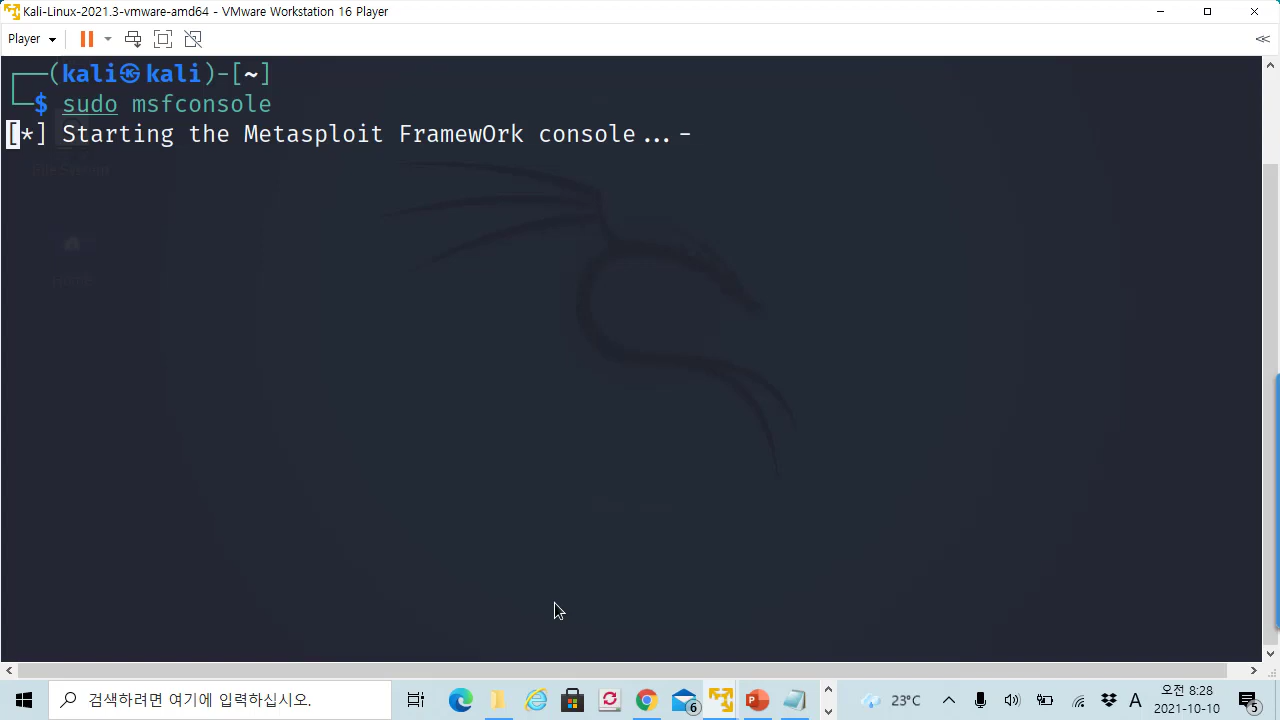 Kali-Linux-2021.3-vmware-amd64 - VMware Workstation 16 Player
Player
(kali㉿kali)-[~]
$ sudo msfconsole
[*] Starting the Metasploit FramewOrk console...-
검색하려면 여기에 입력하십시오.
6
23°C
A
오전 8:28
2021-10-10
5